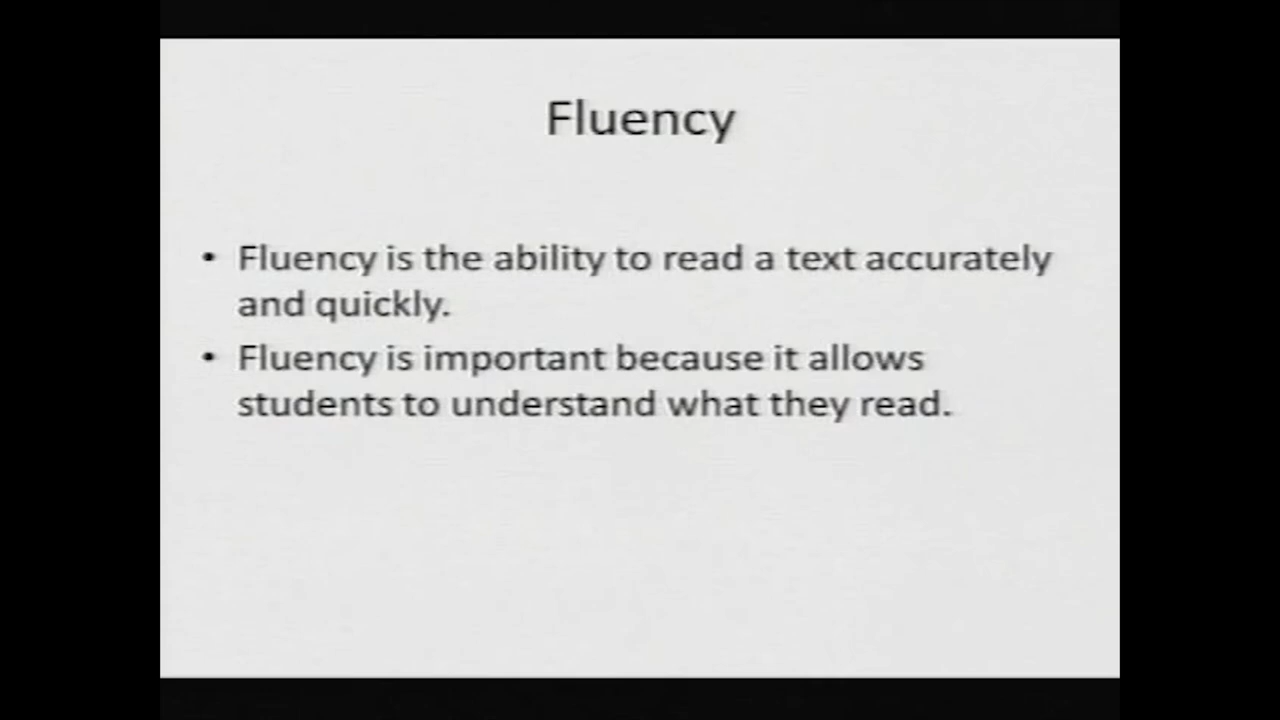 Fluency
• Fluency is the ability to read a text accurately
and quickly.
• Fluency is important because it allows
students to understand what they read.